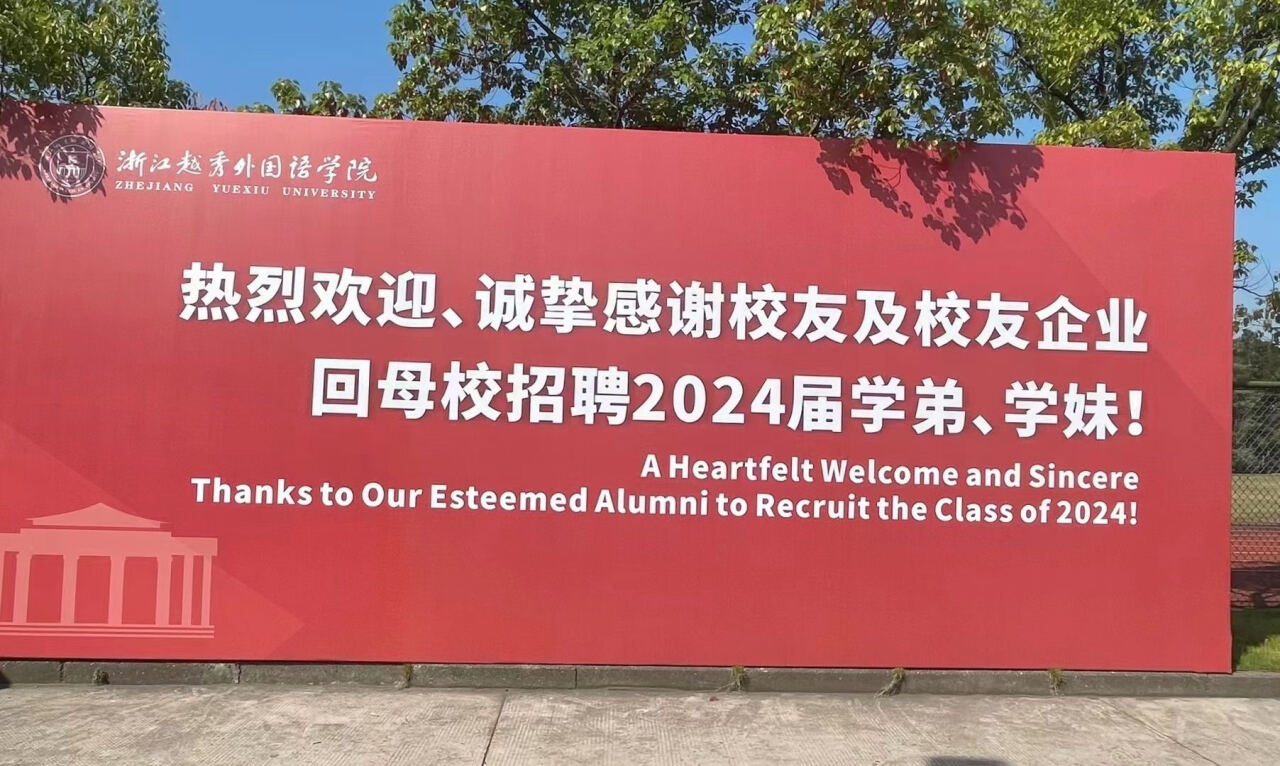 浙江越秀外国语学院
ZHEJIANG YUEXIU UNIVERSITY
热烈欢迎、诚挚感谢校友及校友企业
回母校招聘2024届学弟、学妹!
A Heartfelt Welcome and Sincere
Thanks to Our Esteemed Alumni to Recruit the Class of 2024!